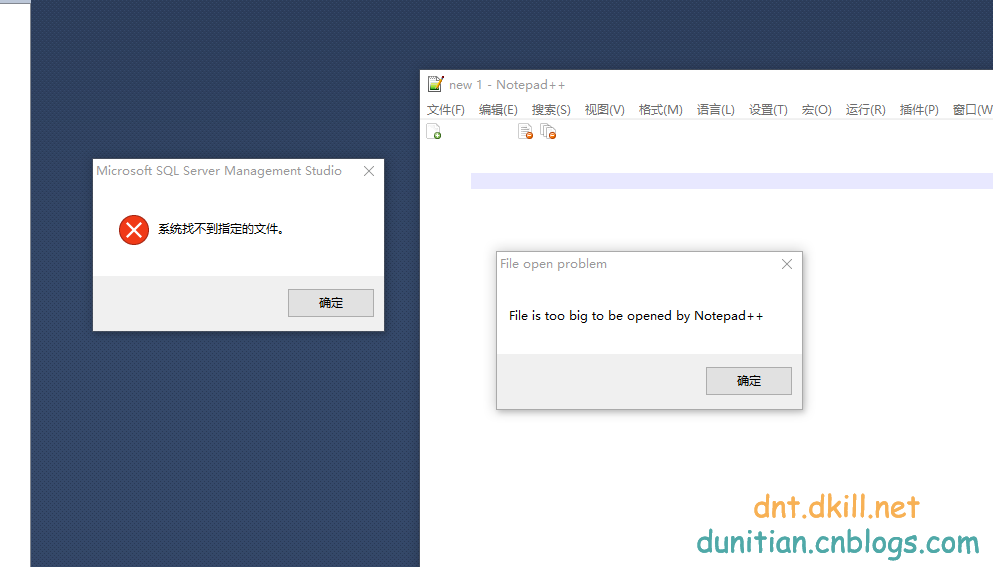 new 1 - Notepad++
文件(F) 编辑(E) 搜索(S) 视图(V) 格式(M) 语言(L) 设置(T) 宏(O) 运行(R) 插件(P) 窗口(W
Microsoft SQL Server Management Studio
系统找不到指定的文件。
确定
File open problem
File is too big to be opened by Notepad++
确定
dnt.dkill.net
dunitian.cnblogs.com